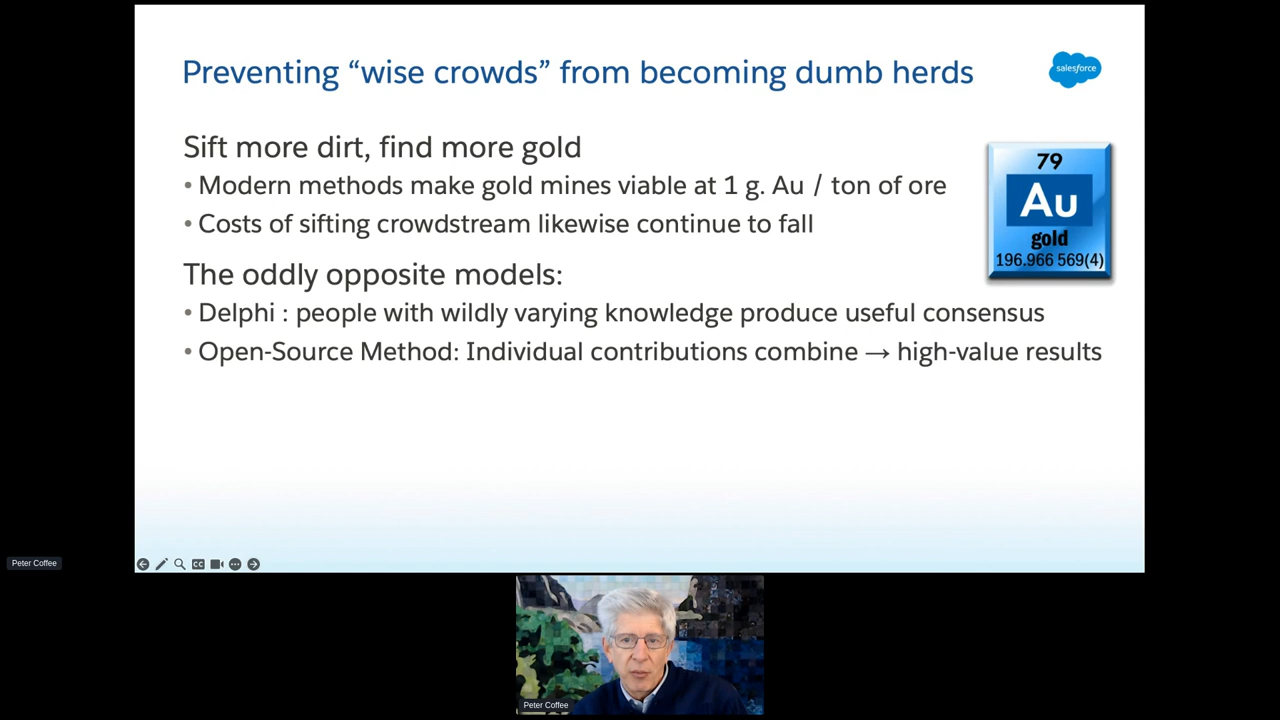 Preventing “wise crowds” from becoming dumb herds
salesforce
Sift more dirt, find more gold
• Modern methods make gold mines viable at 1 g. Au / ton of ore
• Costs of sifting crowdstream likewise continue to fall
79
Au
gold
196.966 569(4)
The oddly opposite models:
• Delphi : people with wildly varying knowledge produce useful consensus
• Open-Source Method: Individual contributions combine → high-value results
Peter Coffee
CC
Peter Coffee